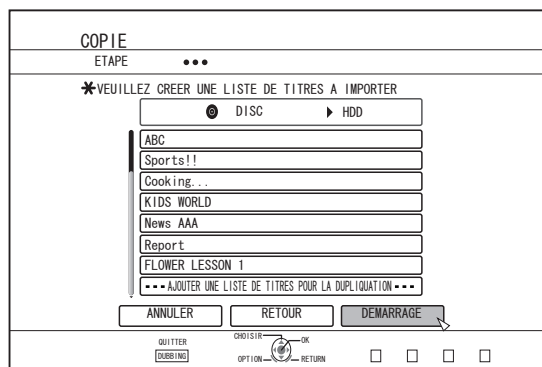 COPIE
ETAPE •••
*VEUILLEZ CREER UNE LISTE DE TITRES A IMPORTER
DISC ▶ HDD
ABC
Sports!!
Cooking...
KIDS WORLD
News AAA
Report
FLOWER LESSON 1
--- AJOUTER UNE LISTE DE TITRES POUR LA DUPLIQUATION ---
ANNULER RETOUR DEMARRAGE
QUITTER CHOISIR OK
DUBBING OPTION RETURN